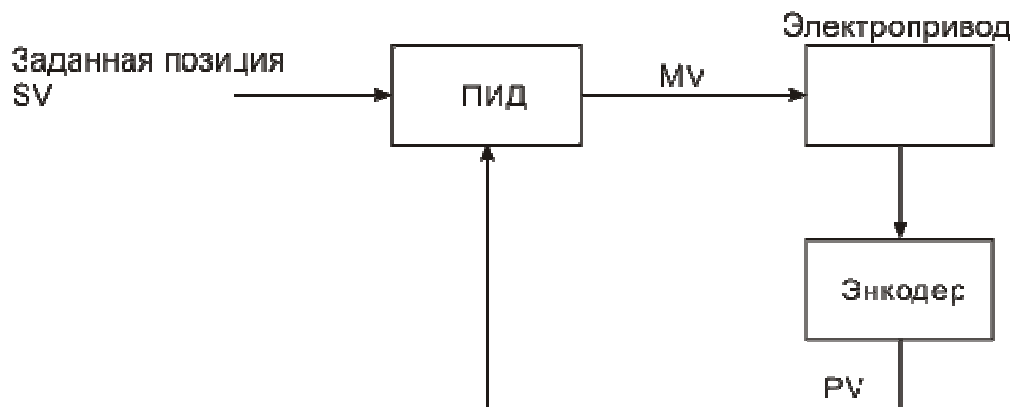 Электропривод
Заданная позиция
SV
ПИД
MV
Энкодер
PV